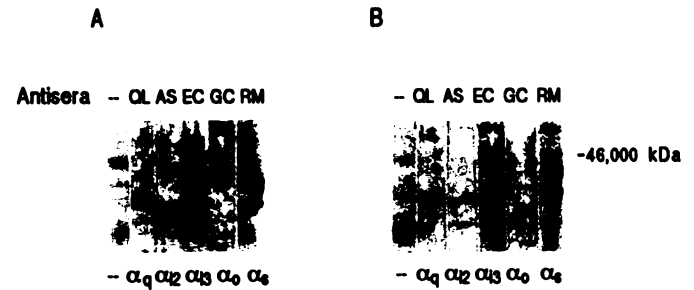 A
B
Antisera -- QL AS EC GC RM
-- QL AS EC GC RM
-46,000 kDa
-- αq αi2 αi3 αo αs
-- αq αi2 αi3 αo αs